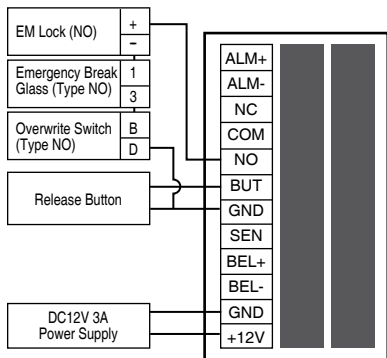 EM Lock (NO)
+
-
Emergency Break
Glass (Type NO)
1
3
Overwrite Switch
(Type NO)
B
D
Release Button
DC12V 3A
Power Supply
ALM+
ALM-
NC
COM
NO
BUT
GND
SEN
BEL+
BEL-
GND
+12V